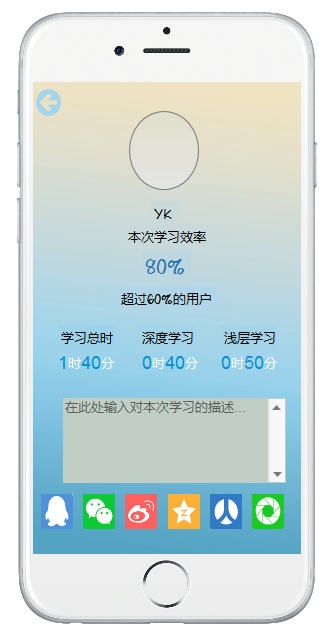 YK
本次学习效率
80%
超过60%的用户
学习总时 深度学习 浅层学习
1时40分 0时40分 0时50分
在此处输入对本次学习的描述...